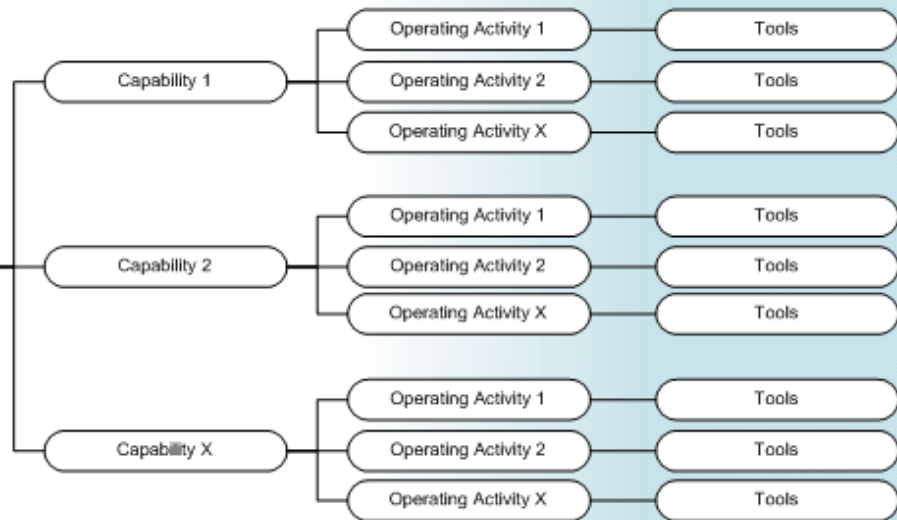 Operating Activity 1
Tools
Capability 1
Operating Activity 2
Tools
Operating Activity X
Tools
Operating Activity 1
Tools
Capability 2
Operating Activity 2
Tools
Operating Activity X
Tools
Operating Activity 1
Tools
Capability X
Operating Activity 2
Tools
Operating Activity X
Tools